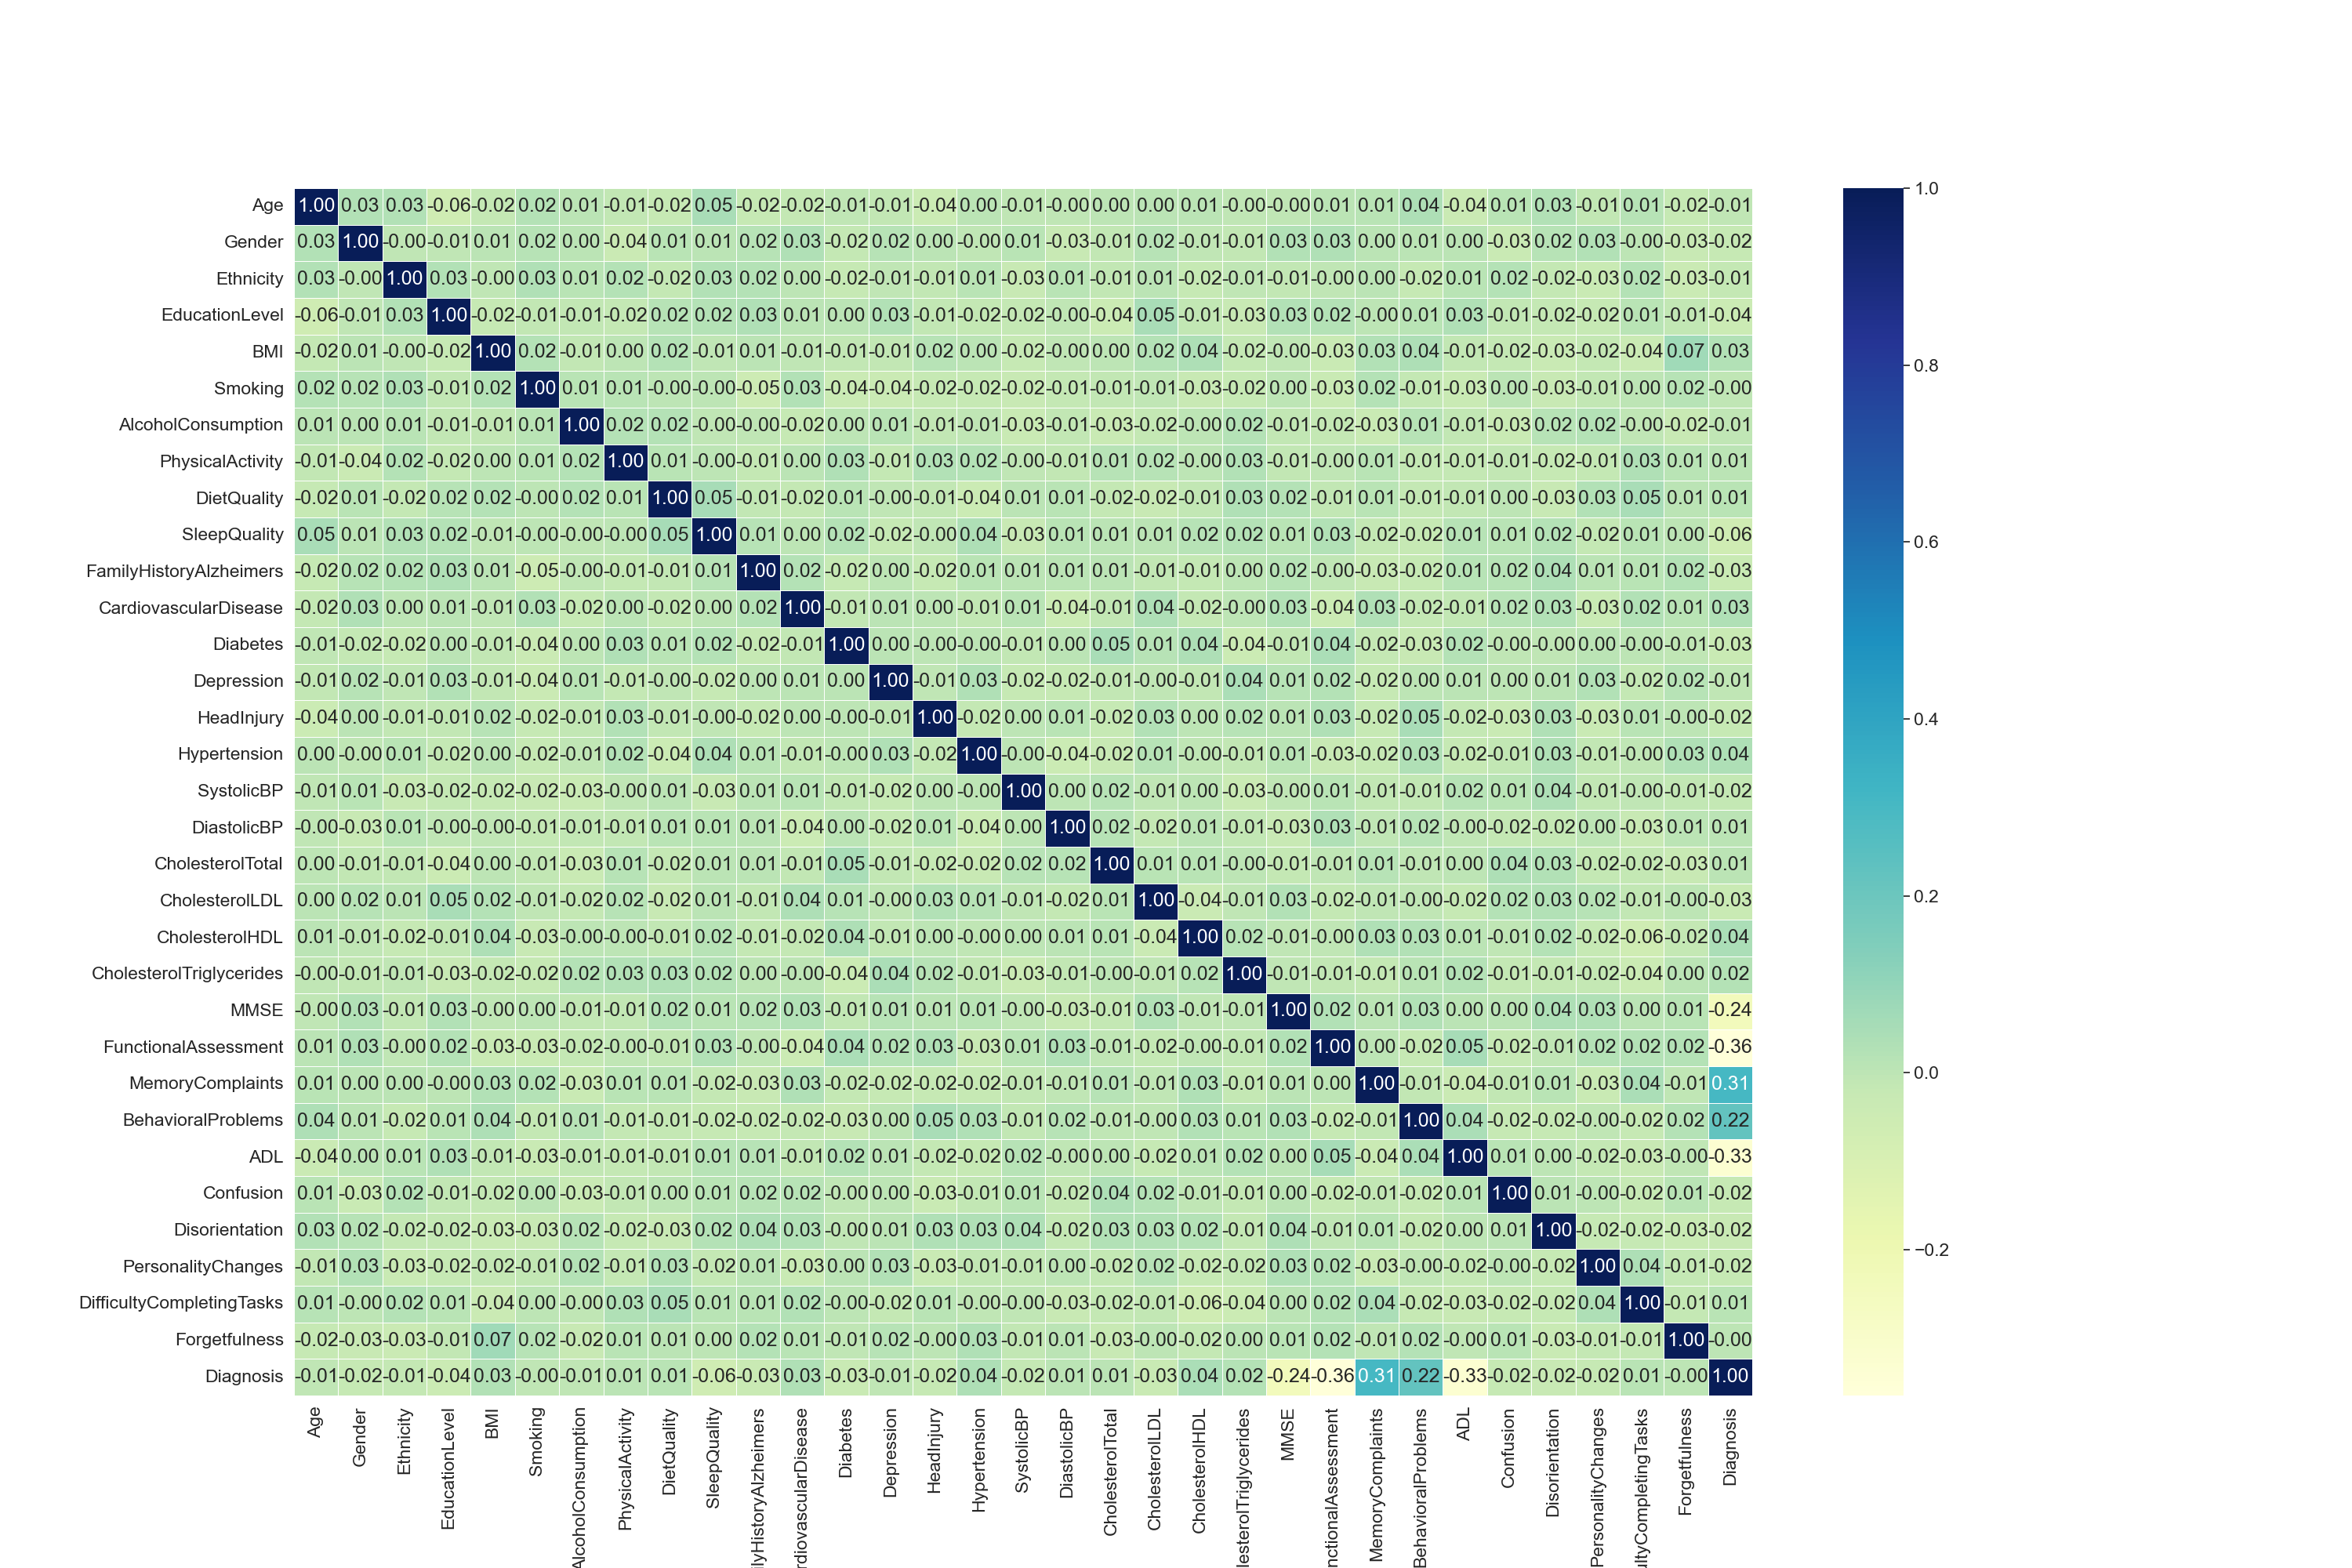 Age 1.00 0.03 0.03 -0.06 -0.02 0.02 0.01 -0.01 -0.02 0.05 -0.02 -0.02 -0.01 -0.01 -0.04 0.00 -0.01 -0.00 0.00 0.00 0.01 -0.00 -0.00 0.01 0.01 0.04 -0.04 0.01 0.03 -0.01 0.01 -0.02 -0.01
Gender 0.03 1.00 -0.00 -0.01 0.01 0.02 0.00 -0.04 0.01 0.01 0.02 0.03 -0.02 0.02 0.00 -0.00 0.01 -0.03 -0.01 0.02 -0.01 -0.01 0.03 0.03 0.00 0.01 0.00 -0.03 0.02 0.03 -0.00 -0.03 -0.02
Ethnicity 0.03 -0.00 1.00 0.03 -0.00 0.03 0.01 0.02 -0.02 0.03 0.02 0.00 -0.02 -0.01 -0.01 0.01 -0.03 0.01 -0.01 0.01 -0.02 -0.01 -0.01 -0.00 0.00 -0.02 0.01 0.02 -0.02 -0.03 0.02 -0.03 -0.01
EducationLevel -0.06 -0.01 0.03 1.00 -0.02 -0.01 -0.01 -0.02 0.02 0.02 0.03 0.01 0.00 0.03 -0.01 -0.02 -0.02 -0.00 -0.04 0.05 -0.01 -0.03 0.03 0.02 -0.00 0.01 0.03 -0.01 -0.02 -0.02 0.01 -0.01 -0.04
BMI -0.02 0.01 -0.00 -0.02 1.00 0.02 -0.01 0.00 0.02 -0.01 0.01 -0.01 -0.01 -0.01 0.02 0.00 -0.02 -0.00 0.00 0.02 0.04 -0.02 -0.00 -0.03 0.03 0.04 -0.01 -0.02 -0.03 -0.02 -0.04 0.07 0.03
Smoking 0.02 0.02 0.03 -0.01 0.02 1.00 0.01 0.01 -0.00 -0.00 -0.05 0.03 -0.04 -0.04 -0.02 -0.02 -0.02 -0.01 -0.01 -0.01 -0.03 -0.02 0.00 -0.03 0.02 -0.01 -0.03 0.00 -0.03 -0.01 0.00 0.02 -0.00
AlcoholConsumption 0.01 0.00 0.01 -0.01 -0.01 0.01 1.00 0.02 0.02 -0.00 -0.00 -0.02 0.00 0.01 -0.01 -0.01 -0.03 -0.01 -0.03 -0.02 -0.00 0.02 -0.01 -0.02 -0.03 0.01 -0.01 -0.03 0.02 0.02 -0.00 -0.02 -0.01
PhysicalActivity -0.01 -0.04 0.02 -0.02 0.00 0.01 0.02 1.00 0.01 -0.00 -0.01 0.00 0.03 -0.01 0.03 0.02 -0.00 -0.01 0.01 0.02 -0.00 0.03 -0.01 -0.00 0.01 -0.01 -0.01 -0.01 -0.02 -0.01 0.03 0.01 0.01
DietQuality -0.02 0.01 -0.02 0.02 0.02 -0.00 0.02 0.01 1.00 0.05 -0.01 -0.02 0.01 -0.00 -0.01 -0.04 0.01 0.01 -0.02 -0.02 -0.01 0.03 0.02 -0.01 0.01 -0.01 -0.01 0.00 -0.03 0.03 0.05 0.01 0.01
SleepQuality 0.05 0.01 0.03 0.02 -0.01 -0.00 -0.00 -0.00 0.05 1.00 0.01 0.00 0.02 -0.02 -0.00 0.04 -0.03 0.01 0.01 0.01 0.02 0.02 0.01 0.03 -0.02 -0.02 0.01 0.01 0.02 -0.02 0.01 0.00 -0.06
FamilyHistoryAlzheimers -0.02 0.02 0.02 0.03 0.01 -0.05 -0.00 -0.01 -0.01 0.01 1.00 0.02 -0.02 0.00 -0.02 0.01 0.01 0.01 0.01 -0.01 -0.01 0.00 0.02 -0.00 -0.03 -0.02 0.01 0.02 0.04 0.01 0.01 0.02 -0.03
CardiovascularDisease -0.02 0.03 0.00 0.01 -0.01 0.03 -0.02 0.00 -0.02 0.00 0.02 1.00 -0.01 0.01 0.00 -0.01 0.01 -0.04 -0.01 0.04 -0.02 -0.00 0.03 -0.04 0.03 -0.02 -0.01 0.02 0.03 -0.03 0.02 0.01 0.03
Diabetes -0.01 -0.02 -0.02 0.00 -0.01 -0.04 0.00 0.03 0.01 0.02 -0.02 -0.01 1.00 0.00 -0.00 -0.00 -0.01 0.00 0.05 0.01 0.04 -0.04 -0.01 0.04 -0.02 -0.03 0.02 -0.00 -0.00 0.00 -0.00 -0.01 -0.03
Depression -0.01 0.02 -0.01 0.03 -0.01 -0.04 0.01 -0.01 -0.00 -0.02 0.00 0.01 0.00 1.00 -0.01 0.03 -0.02 -0.02 -0.01 -0.00 -0.01 0.04 0.01 0.02 -0.02 0.00 0.01 0.00 0.01 0.03 -0.02 0.02 -0.01
HeadInjury -0.04 0.00 -0.01 -0.01 0.02 -0.02 -0.01 0.03 -0.01 -0.00 -0.02 0.00 -0.00 -0.01 1.00 -0.02 0.00 0.01 -0.02 0.03 0.00 0.02 0.01 0.03 -0.02 0.05 -0.02 -0.03 0.03 -0.03 0.01 -0.00 -0.02
Hypertension 0.00 -0.00 0.01 -0.02 0.00 -0.02 -0.01 0.02 -0.04 0.04 0.01 -0.01 -0.00 0.03 -0.02 1.00 -0.00 -0.04 -0.02 0.01 -0.00 -0.01 0.01 -0.03 -0.02 0.03 -0.02 -0.01 0.03 -0.01 -0.00 0.03 0.04
SystolicBP -0.01 0.01 -0.03 -0.02 -0.02 -0.02 -0.03 -0.00 0.01 -0.03 0.01 0.01 -0.01 -0.02 0.00 -0.00 1.00 0.00 0.02 -0.01 0.00 -0.03 -0.00 0.01 -0.01 -0.01 0.02 0.01 0.04 -0.01 -0.00 -0.01 -0.02
DiastolicBP -0.00 -0.03 0.01 -0.00 -0.00 -0.01 -0.01 -0.01 0.01 0.01 0.01 -0.04 0.00 -0.02 0.01 -0.04 0.00 1.00 0.02 -0.02 0.01 -0.01 -0.03 0.03 -0.01 0.02 -0.00 -0.02 -0.02 0.00 -0.03 0.01 0.01
CholesterolTotal 0.00 -0.01 -0.01 -0.04 0.00 -0.01 -0.03 0.01 -0.02 0.01 0.01 -0.01 0.05 -0.01 -0.02 -0.02 0.02 0.02 1.00 0.01 0.01 -0.00 -0.01 -0.01 0.01 -0.01 0.00 0.04 0.03 -0.02 -0.02 -0.03 0.01
CholesterolLDL 0.00 0.02 0.01 0.05 0.02 -0.01 -0.02 0.02 -0.02 0.01 -0.01 0.04 0.01 -0.00 0.03 0.01 -0.01 -0.02 0.01 1.00 -0.04 -0.01 0.03 -0.02 -0.01 -0.00 -0.02 0.02 0.03 0.02 -0.01 -0.00 -0.03
CholesterolHDL 0.01 -0.01 -0.02 -0.01 0.04 -0.03 -0.00 -0.00 -0.01 0.02 -0.01 -0.02 0.04 -0.01 0.00 -0.00 0.00 0.01 0.01 -0.04 1.00 0.02 -0.01 -0.00 0.03 0.03 0.01 -0.01 0.02 -0.02 -0.06 -0.02 0.04
CholesterolTriglycerides -0.00 -0.01 -0.01 -0.03 -0.02 -0.02 0.02 0.03 0.03 0.02 0.00 -0.00 -0.04 0.04 0.02 -0.01 -0.03 -0.01 -0.00 -0.01 0.02 1.00 -0.01 -0.01 -0.01 0.01 0.02 -0.01 -0.01 -0.02 -0.04 0.00 0.02
MMSE -0.00 0.03 -0.01 0.03 -0.00 0.00 -0.01 -0.01 0.02 0.01 0.02 0.03 -0.01 0.01 0.01 0.01 -0.00 -0.03 -0.01 0.03 -0.01 -0.01 1.00 0.02 0.01 0.03 0.00 0.00 0.04 0.03 0.00 0.01 -0.24
FunctionalAssessment 0.01 0.03 -0.00 0.02 -0.03 -0.03 -0.02 -0.00 -0.01 0.03 -0.00 -0.04 0.04 0.02 0.03 -0.03 0.01 0.03 -0.01 -0.02 -0.00 -0.01 0.02 1.00 0.00 -0.02 0.05 -0.02 -0.01 0.02 0.02 0.02 -0.36
MemoryComplaints 0.01 0.00 0.00 -0.00 0.03 0.02 -0.03 0.01 0.01 -0.02 -0.03 0.03 -0.02 -0.02 -0.02 -0.02 -0.01 -0.01 0.01 -0.01 0.03 -0.01 0.01 0.00 1.00 -0.01 -0.04 -0.01 0.01 -0.03 0.04 -0.01 0.31
BehavioralProblems 0.04 0.01 -0.02 0.01 0.04 -0.01 0.01 -0.01 -0.01 -0.02 -0.02 -0.02 -0.03 0.00 0.05 0.03 -0.01 0.02 -0.01 -0.00 0.03 0.01 0.03 -0.02 -0.01 1.00 0.04 -0.02 -0.02 -0.00 -0.02 0.02 0.22
ADL -0.04 0.00 0.01 0.03 -0.01 -0.03 -0.01 -0.01 -0.01 0.01 0.01 -0.01 0.02 0.01 -0.02 -0.02 0.02 -0.00 0.00 -0.02 0.01 0.02 0.00 0.05 -0.04 0.04 1.00 0.01 0.00 -0.02 -0.03 -0.00 -0.33
Confusion 0.01 -0.03 0.02 -0.01 -0.02 0.00 -0.03 -0.01 0.00 0.01 0.02 0.02 -0.00 0.00 -0.03 -0.01 0.01 -0.02 0.04 0.02 -0.01 -0.01 0.00 -0.02 -0.01 -0.02 0.01 1.00 0.01 -0.00 -0.02 0.01 -0.02
Disorientation 0.03 0.02 -0.02 -0.02 -0.03 -0.03 0.02 -0.02 -0.03 0.02 0.04 0.03 -0.00 0.01 0.03 0.03 0.04 -0.02 0.03 0.03 0.02 -0.01 0.04 -0.01 0.01 -0.02 0.00 0.01 1.00 -0.02 -0.02 -0.03 -0.02
PersonalityChanges -0.01 0.03 -0.03 -0.02 -0.02 -0.01 0.02 -0.01 0.03 -0.02 0.01 -0.03 0.00 0.03 -0.03 -0.01 -0.01 0.00 -0.02 0.02 -0.02 -0.02 0.03 0.02 -0.03 -0.00 -0.02 -0.00 -0.02 1.00 0.04 -0.01 -0.02
DifficultyCompletingTasks 0.01 -0.00 0.02 0.01 -0.04 0.00 -0.00 0.03 0.05 0.01 0.01 0.02 -0.00 -0.02 0.01 -0.00 -0.00 -0.03 -0.02 -0.01 -0.06 -0.04 0.00 0.02 0.04 -0.02 -0.03 -0.02 -0.02 0.04 1.00 -0.01 0.01
Forgetfulness -0.02 -0.03 -0.03 -0.01 0.07 0.02 -0.02 0.01 0.01 0.00 0.02 0.01 -0.01 0.02 -0.00 0.03 -0.01 0.01 -0.03 -0.00 -0.02 0.00 0.01 0.02 -0.01 0.02 -0.00 0.01 -0.03 -0.01 -0.01 1.00 -0.00
Diagnosis -0.01 -0.02 -0.01 -0.04 0.03 -0.00 -0.01 0.01 0.01 -0.06 -0.03 0.03 -0.03 -0.01 -0.02 0.04 -0.02 0.01 0.01 -0.03 0.04 0.02 -0.24 -0.36 0.31 0.22 -0.33 -0.02 -0.02 -0.02 0.01 -0.00 1.00
Age
Gender
Ethnicity
EducationLevel
BMI
Smoking
AlcoholConsumption
PhysicalActivity
DietQuality
SleepQuality
lyHistoryAlzheimers
rdiovascularDisease
Diabetes
Depression
HeadInjury
Hypertension
SystolicBP
DiastolicBP
CholesterolTotal
CholesterolLDL
CholesterolHDL
lesterolTriglycerides
MMSE
nctionalAssessment
MemoryComplaints
BehavioralProblems
ADL
Confusion
Disorientation
PersonalityChanges
ultyCompletingTasks
Forgetfulness
Diagnosis
1.0
0.8
0.6
0.4
0.2
0.0
−0.2